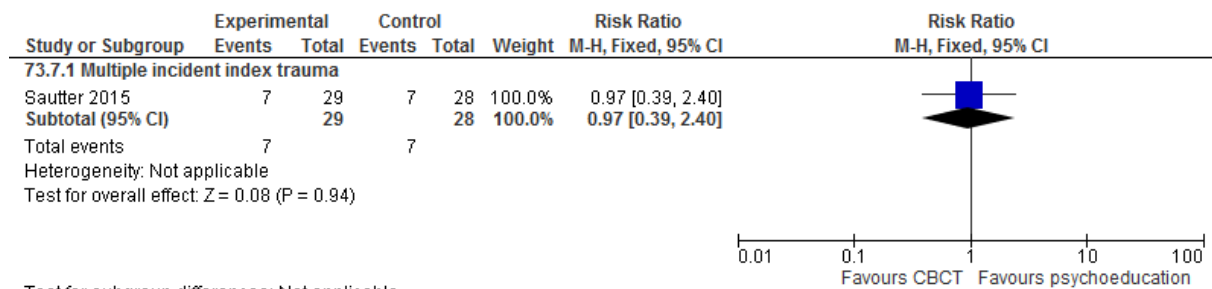 Experimental Control Risk Ratio Risk Ratio
Study or Subgroup Events Total Events Total Weight M-H, Fixed, 95% CI M-H, Fixed, 95% CI
73.7.1 Multiple incident index trauma
Sautter 2015 7 29 7 28 100.0% 0.97 [0.39, 2.40]
Subtotal (95% CI) 29 28 100.0% 0.97 [0.39, 2.40]
Total events 7 7
Heterogeneity: Not applicable
Test for overall effect: Z = 0.08 (P = 0.94)
0.01 0.1 1 10 100
Favours CBCT Favours psychoeducation